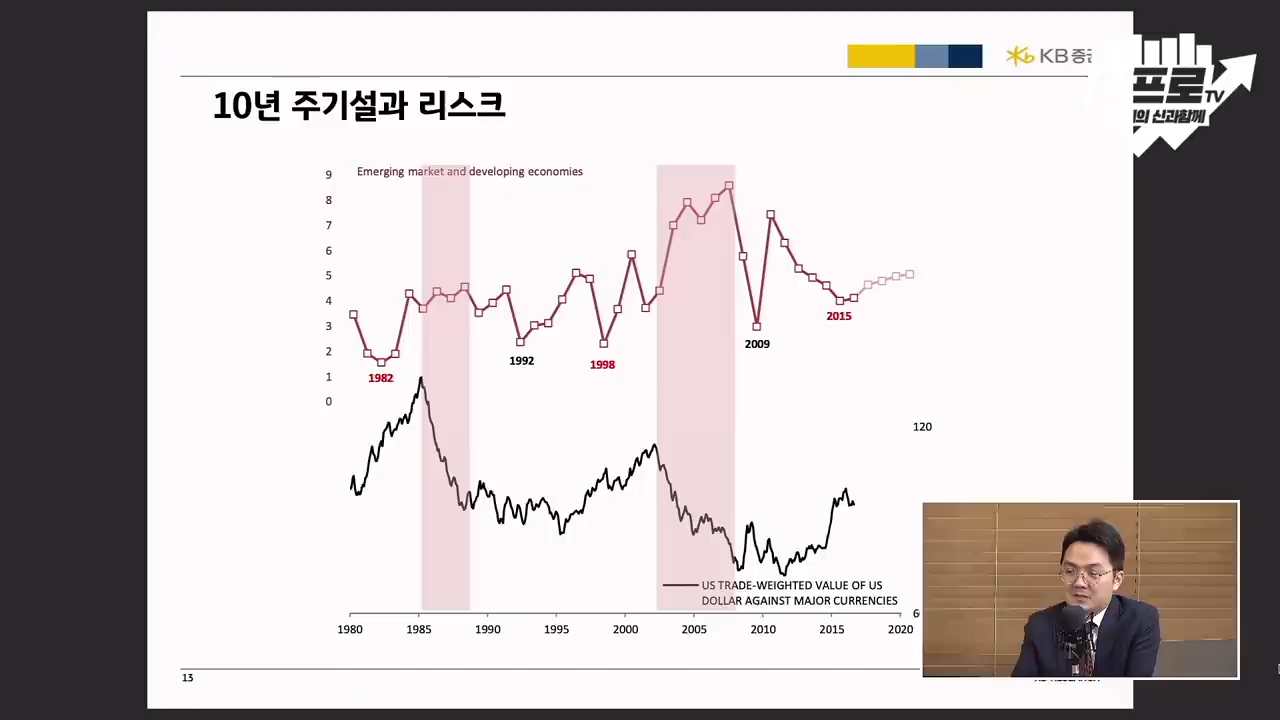 KB증권
프로TV
신과함께
10년 주기설과 리스크
Emerging market and developing economies
9
8
7
6
5
4
3
2
1
0
1982
1992
1998
2009
2015
120
US TRADE-WEIGHTED VALUE OF US
DOLLAR AGAINST MAJOR CURRENCIES
1980 1985 1990 1995 2000 2005 2010 2015 2020
13